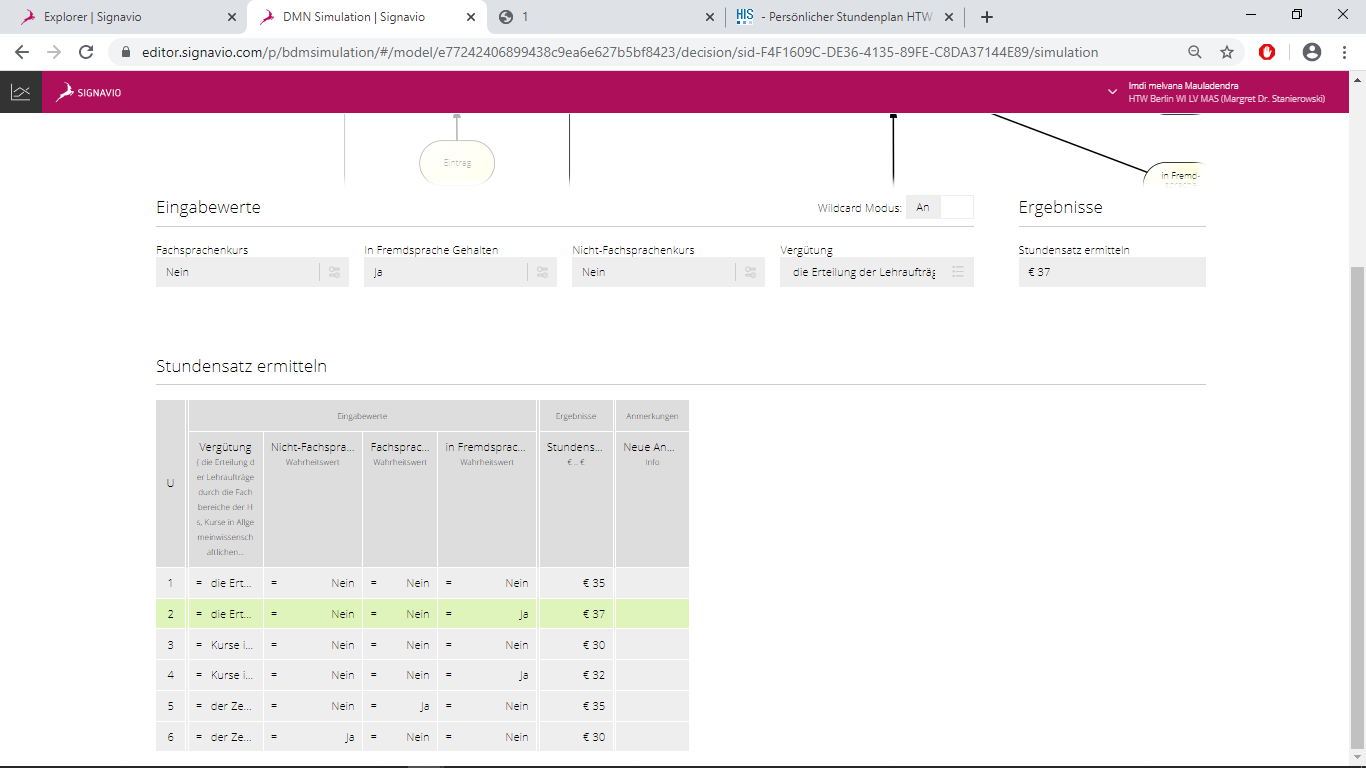 Explorer | Signavio
DMN Simulation | Signavio
1
HIS - Persönlicher Stundenplan HTW
editor.signavio.com/p/bdmsimulation/#/model/e77242406899438c9ea6e627b5bf8423/decision/sid-F4F1609C-DE36-4135-89FE-C8DA37144E89/simulation
SIGNAVIO
Imdi melvana Mauladendra
HTW Berlin WI LV MAS (Margret Dr. Stanierowski)
Eintrag
in Fremd-
Eingabewerte
Wildcard Modus: An
Ergebnisse
Fachsprachenkurs
In Fremdsprache Gehalten
Nicht-Fachsprachenkurs
Vergütung
Stundensatz ermitteln
Nein
Ja
Nein
die Erteilung der Lehraufträg
€ 37
Stundensatz ermitteln
Eingabewerte
Ergebnisse
Anmerkungen
U
Vergütung
( die Erteilung d
er Lehraufträge
durch die Fach
bereiche der H
s, Kurse in Allge
meinwissensch
aftlichen...
Nicht-Fachspra...
Wahrheitswert
Fachsprac...
Wahrheitswert
in Fremdsprac...
Wahrheitswert
Stundens...
€ .. €
Neue An...
Info
1 = die Ert... = Nein = Nein = Nein € 35
2 = die Ert... = Nein = Nein = Ja € 37
3 = Kurse i... = Nein = Nein = Nein € 30
4 = Kurse i... = Nein = Nein = Ja € 32
5 = der Ze... = Nein = Ja = Nein € 35
6 = der Ze... = Ja = Nein = Nein € 30